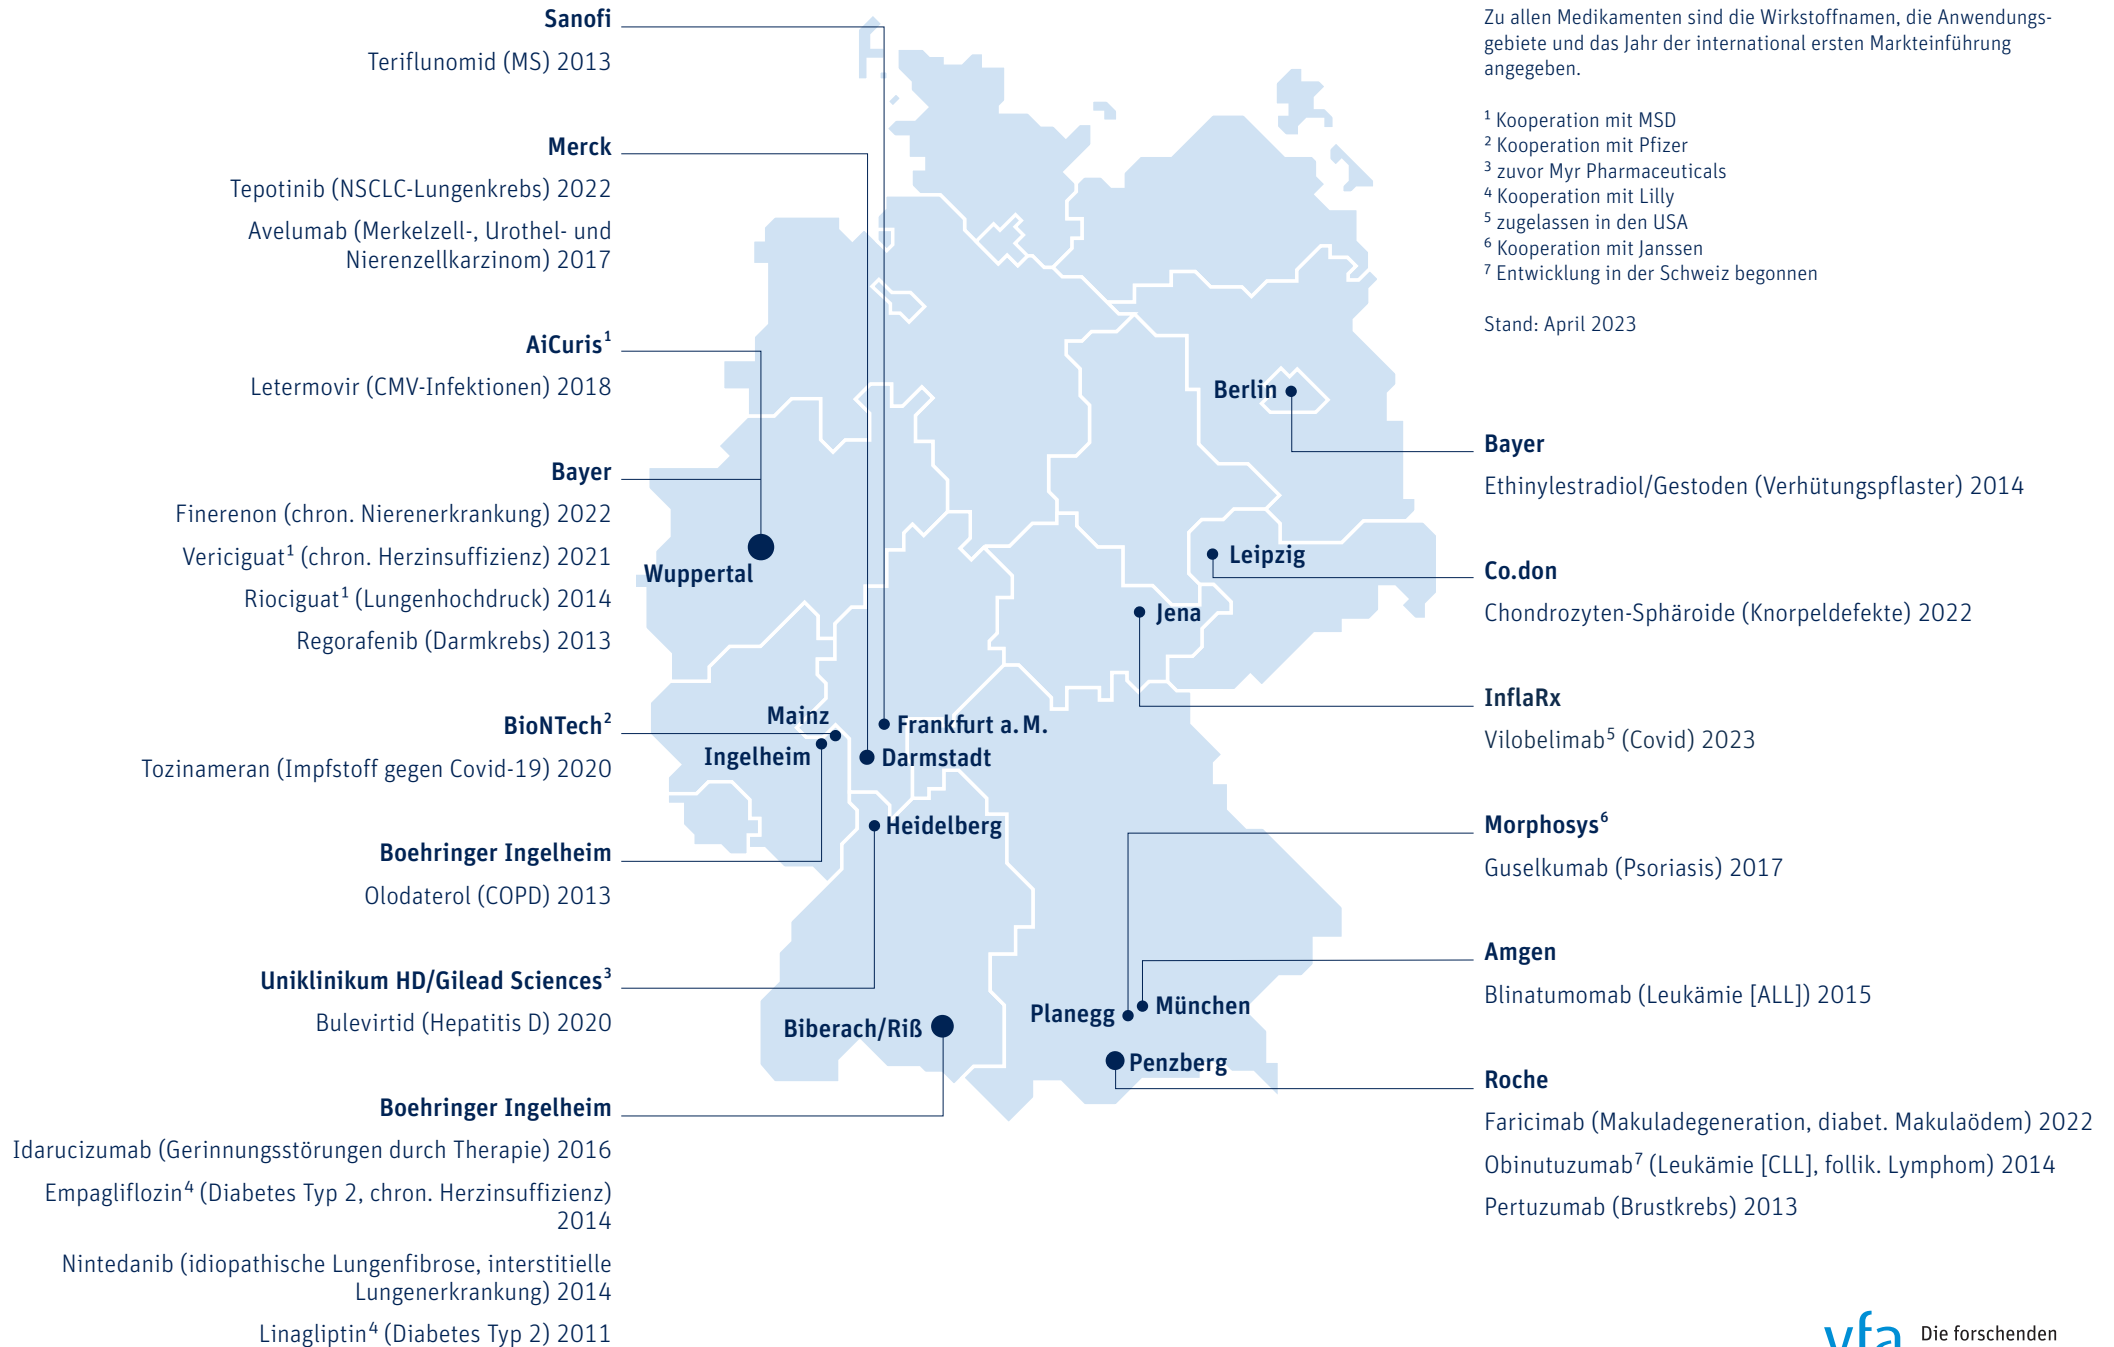 Sanofi
Teriflunomid (MS) 2013
Merck
Tepotinib (NSCLC-Lungenkrebs) 2022
Avelumab (Merkelzell-, Urothel- und
Nierenzellkarzinom) 2017
AiCuris¹
Letermovir (CMV-Infektionen) 2018
Bayer
Finerenon (chron. Nierenerkrankung) 2022
Vericiguat¹ (chron. Herzinsuffizienz) 2021
Riociguat¹ (Lungenhochdruck) 2014
Regorafenib (Darmkrebs) 2013
BioNTech²
Tozinameran (Impfstoff gegen Covid-19) 2020
Boehringer Ingelheim
Olodaterol (COPD) 2013
Uniklinikum HD/Gilead Sciences³
Bulevirtid (Hepatitis D) 2020
Boehringer Ingelheim
Idarucizumab (Gerinnungsstörungen durch Therapie) 2016
Empagliflozin⁴ (Diabetes Typ 2, chron. Herzinsuffizienz)
2014
Nintedanib (idiopathische Lungenfibrose, interstitielle
Lungenerkrankung) 2014
Linagliptin⁴ (Diabetes Typ 2) 2011
Berlin
Leipzig
Wuppertal
Jena
Mainz
Frankfurt a. M.
Ingelheim
Darmstadt
Heidelberg
Planegg
München
Biberach/Riß
Penzberg
Zu allen Medikamenten sind die Wirkstoffnamen, die Anwendungs-
gebiete und das Jahr der international ersten Markteinführung
angegeben.
¹ Kooperation mit MSD
² Kooperation mit Pfizer
³ zuvor Myr Pharmaceuticals
⁴ Kooperation mit Lilly
⁵ zugelassen in den USA
⁶ Kooperation mit Janssen
⁷ Entwicklung in der Schweiz begonnen
Stand: April 2023
Bayer
Ethinylestradiol/Gestoden (Verhütungspflaster) 2014
Co.don
Chondrozyten-Sphäroide (Knorpeldefekte) 2022
InflaRx
Vilobelimab⁵ (Covid) 2023
Morphosys⁶
Guselkumab (Psoriasis) 2017
Amgen
Blinatumomab (Leukämie [ALL]) 2015
Roche
Faricimab (Makuladegeneration, diabet. Makulaödem) 2022
Obinutuzumab⁷ (Leukämie [CLL], follik. Lymphom) 2014
Pertuzumab (Brustkrebs) 2013
vfa Die forschenden